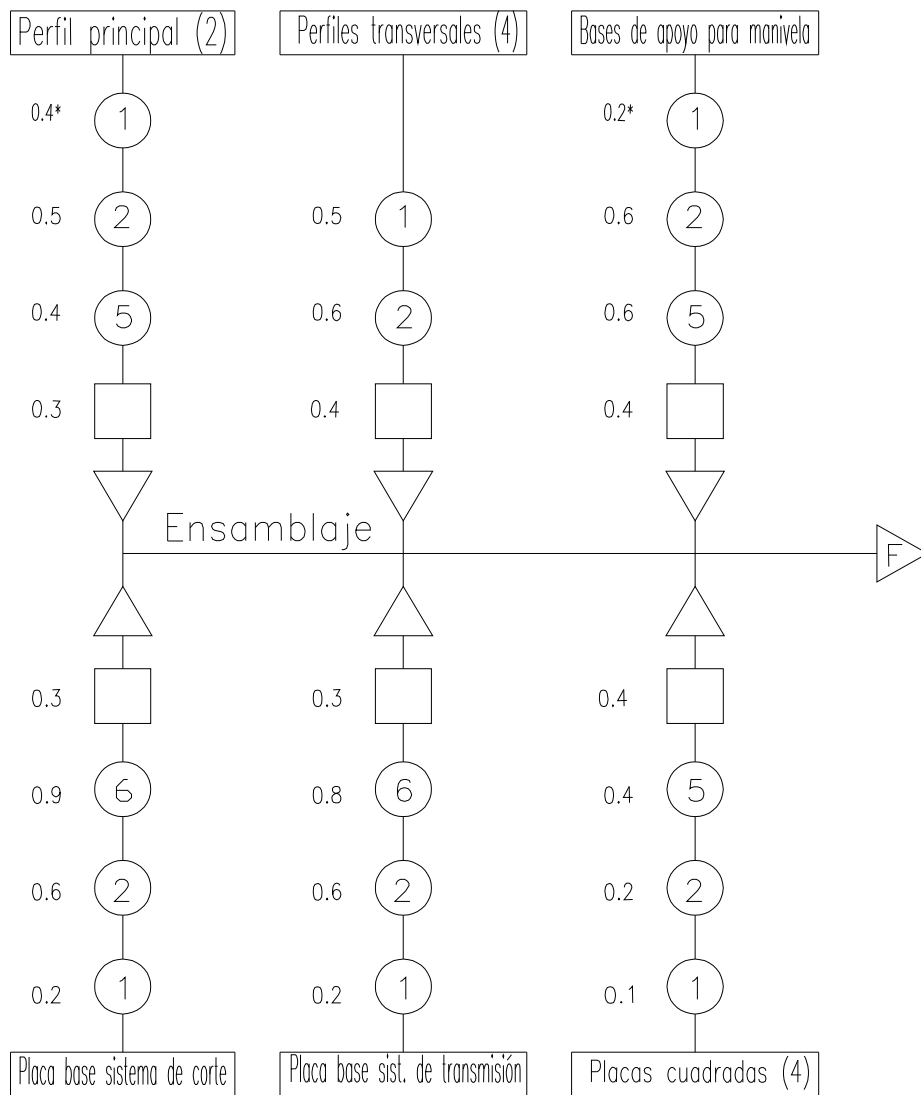 Perfil principal (2)
Perfiles transversales (4)
Bases de apoyo para manivela
0.4* 1
0.2* 1
0.5 2
0.5 1
0.6 2
0.4 5
0.6 2
0.6 5
0.3
0.4
0.4
Ensamblaje
F
0.3
0.3
0.4
0.9 6
0.8 6
0.4 5
0.6 2
0.6 2
0.2 2
0.2 1
0.2 1
0.1 1
Placa base sistema de corte
Placa base sist. de transmisión
Placas cuadradas (4)